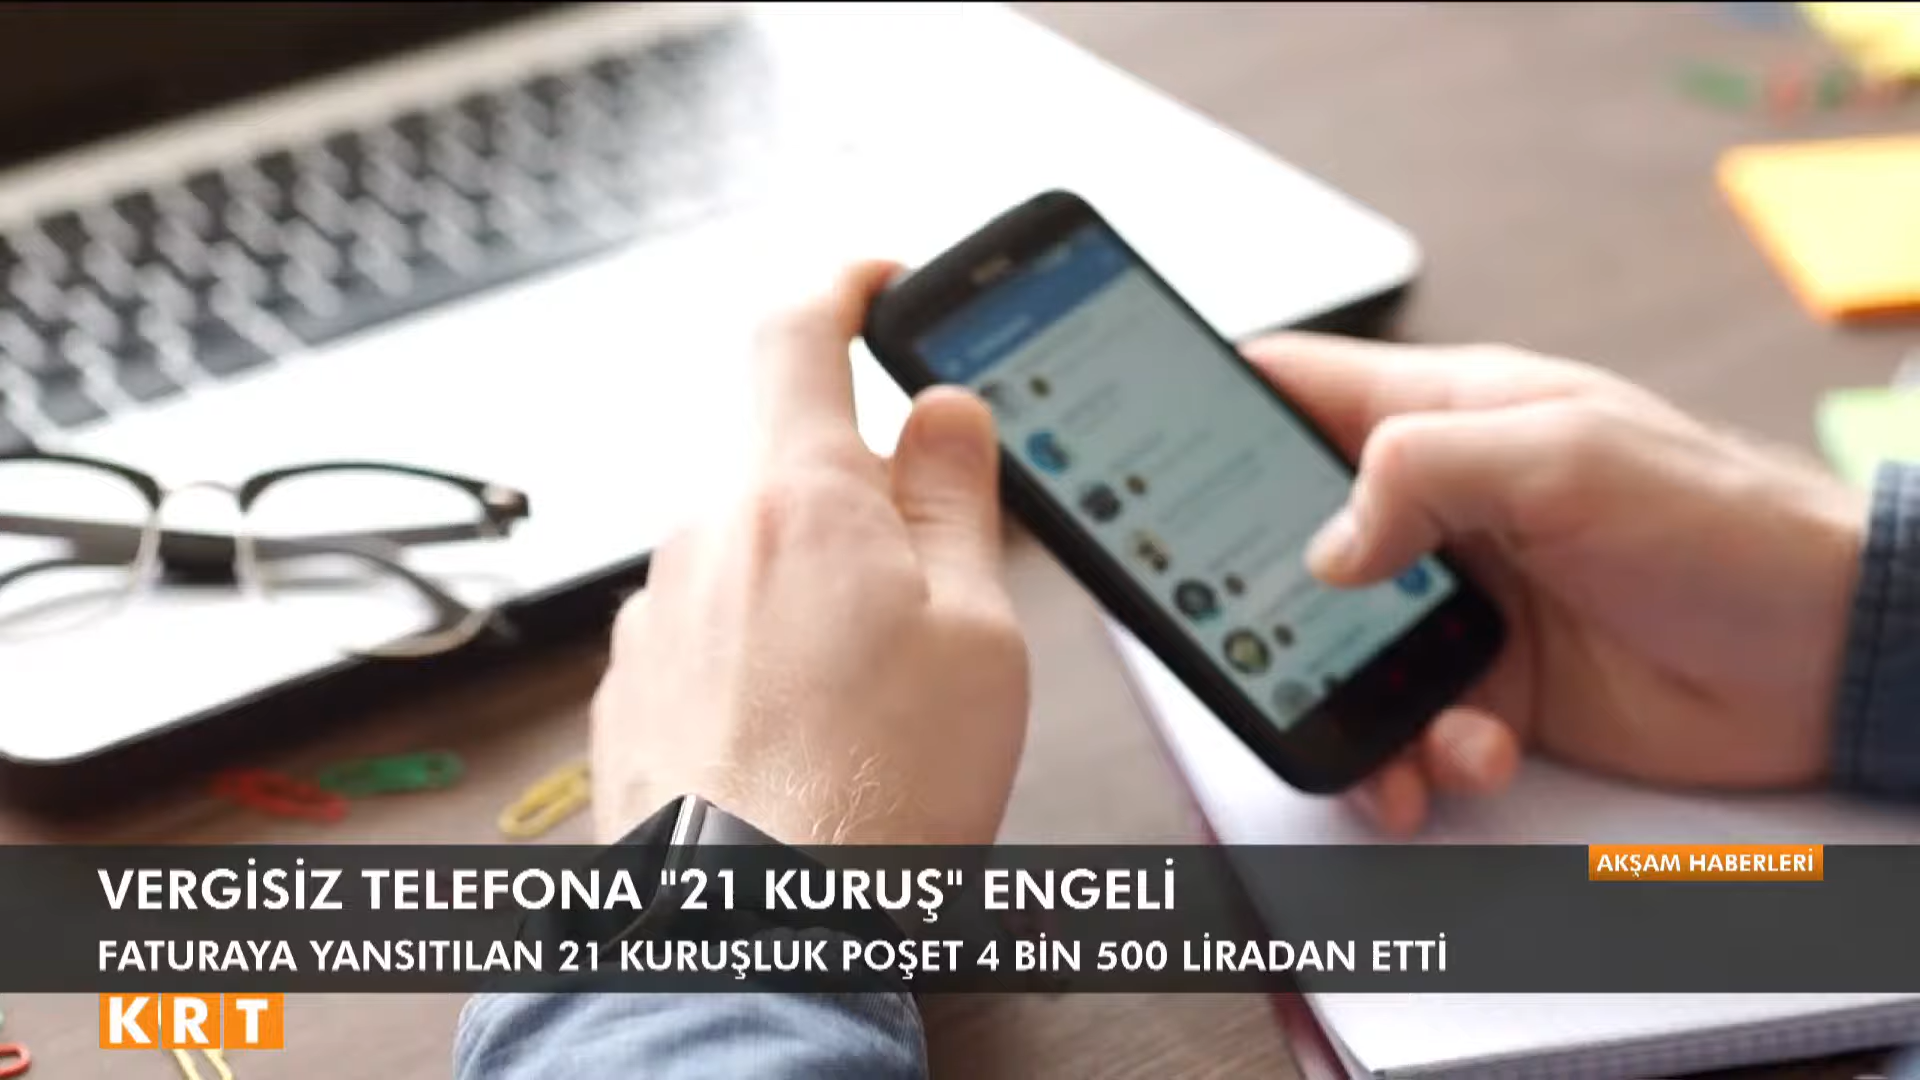 AKŞAM HABERLERİ
VERGİSİZ TELEFONA "21 KURUŞ" ENGELİ
FATURAYA YANSITILAN 21 KURUŞLUK POŞET 4 BİN 500 LİRADAN ETTİ
KRT